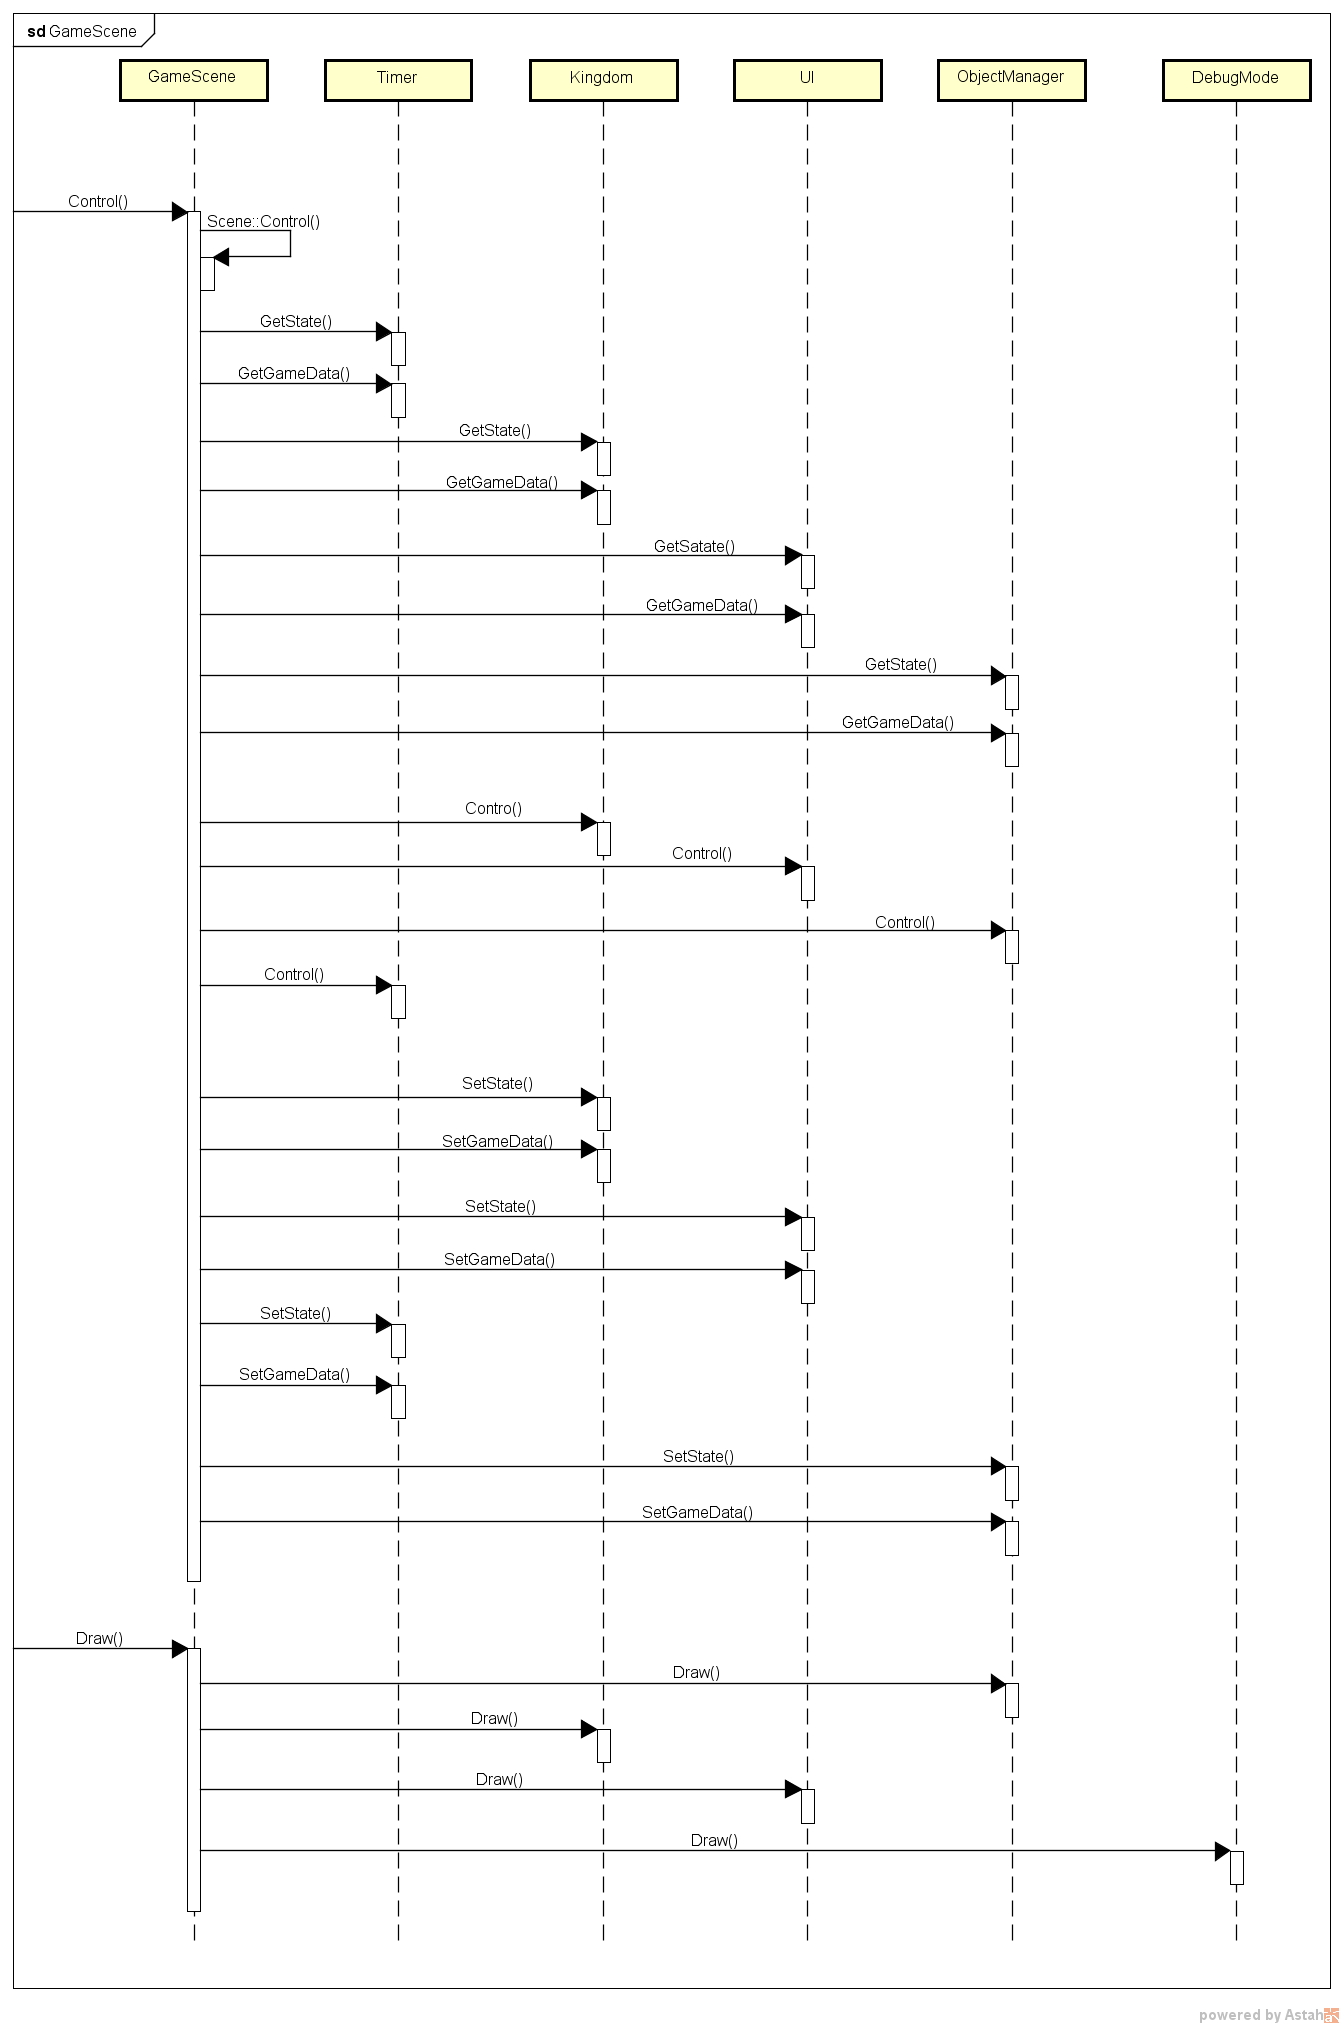 sd GameScene
GameScene
Timer
Kingdom
UI
ObjectManager
DebugMode
Control()
Scene::Control()
GetState()
GetGameData()
GetState()
GetGameData()
GetSatate()
GetGameData()
GetState()
GetGameData()
Contro()
Control()
Control()
Control()
SetState()
SetGameData()
SetState()
SetGameData()
SetState()
SetGameData()
SetState()
SetGameData()
Draw()
Draw()
Draw()
Draw()
Draw()
powered by Astah